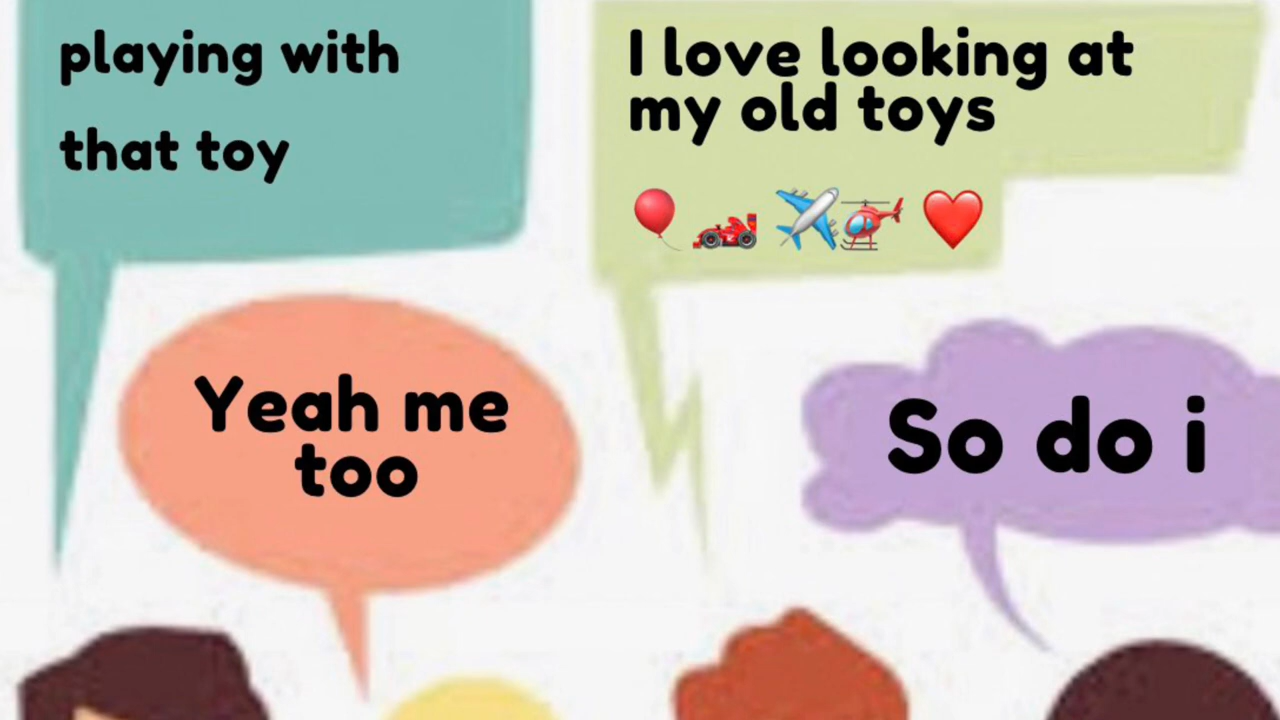 playing with
that toy
I love looking at
my old toys
🎈🏎️ ✈️🚁 ❤️
Yeah me
too
So do i